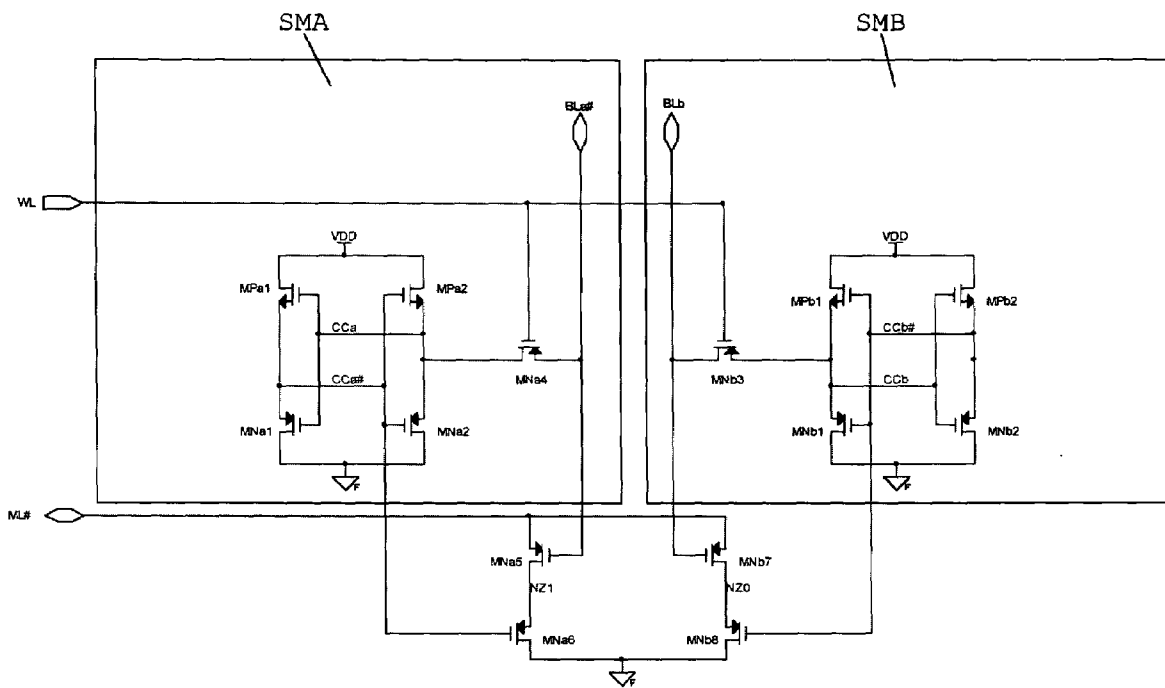 SMA SMB
BLa# BLb
WL
VDD VDD
MPa1 MPa2 MPb1 MPb2
CCa CCb#
MNa4 MNb3
CCa# CCb
MNa1 MNa2 MNb1 MNb2
F F
ML#
MNa5 MNb7
NZ1 NZ0
MNa6 MNb8
F